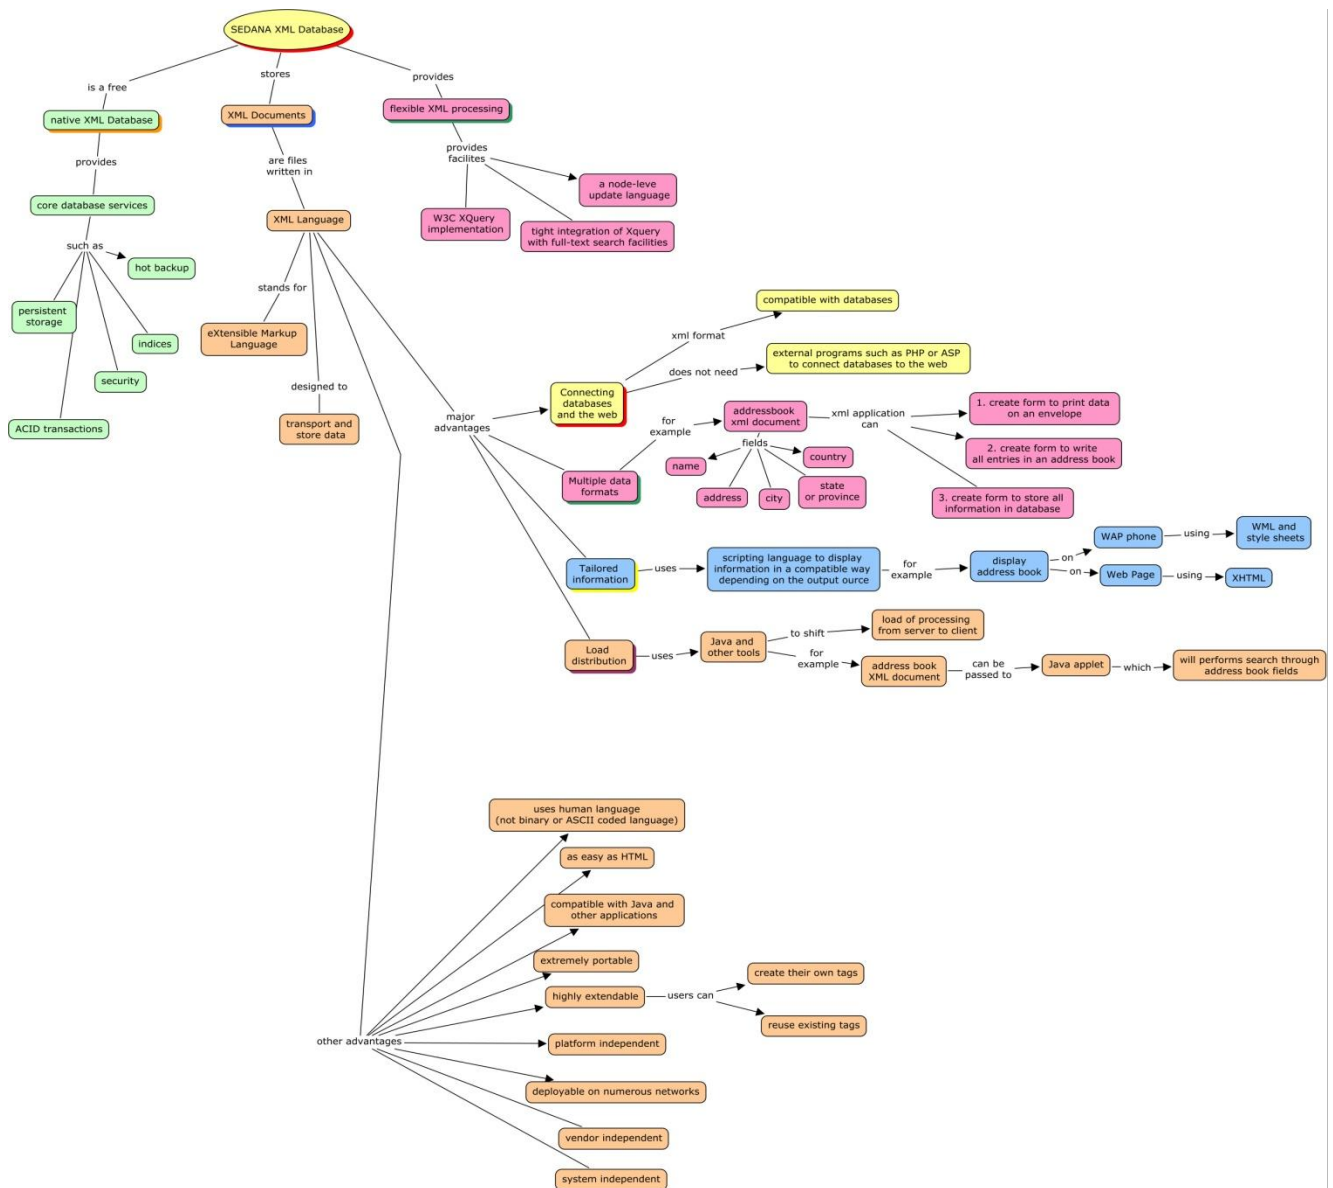 SEDANA XML Database
is a free
stores
provides
native XML Database
XML Documents
flexible XML processing
provides
are files
written in
provides
facilites
core database services
XML Language
a node-leve
update language
W3C XQuery
implementation
tight integration of Xquery
with full-text search facilities
such as
hot backup
persistent
storage
indices
security
ACID transactions
stands for
eXtensible Markup
Language
designed to
transport and
store data
major
advantages
Connecting
databases
and the web
xml format
compatible with databases
does not need
external programs such as PHP or ASP
to connect databases to the web
Multiple data
formats
for
example
addressbook
xml document
fields
name
address
city
state
or province
country
xml application
can
1. create form to print data
on an envelope
2. create form to write
all entries in an address book
3. create form to store all
information in database
Tailored
information
uses
scripting language to display
information in a compatible way
depending on the output ource
for
example
display
address book
on
WAP phone
using
WML and
style sheets
on
Web Page
using
XHTML
Load
distribution
uses
Java and
other tools
to shift
load of processing
from server to client
for
example
address book
XML document
can be
passed to
Java applet
which
will performs search through
address book fields
other advantages
uses human language
(not binary or ASCII coded language)
as easy as HTML
compatible with Java and
other applications
extremely portable
highly extendable
users can
create their own tags
reuse existing tags
platform independent
deployable on numerous networks
vendor independent
system independent